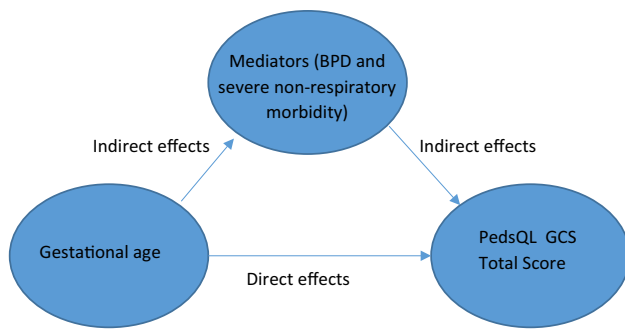 Mediators (BPD and
severe non-respiratory
morbidity)
Indirect effects
Indirect effects
Gestational age
PedsQL GCS
Total Score
Direct effects